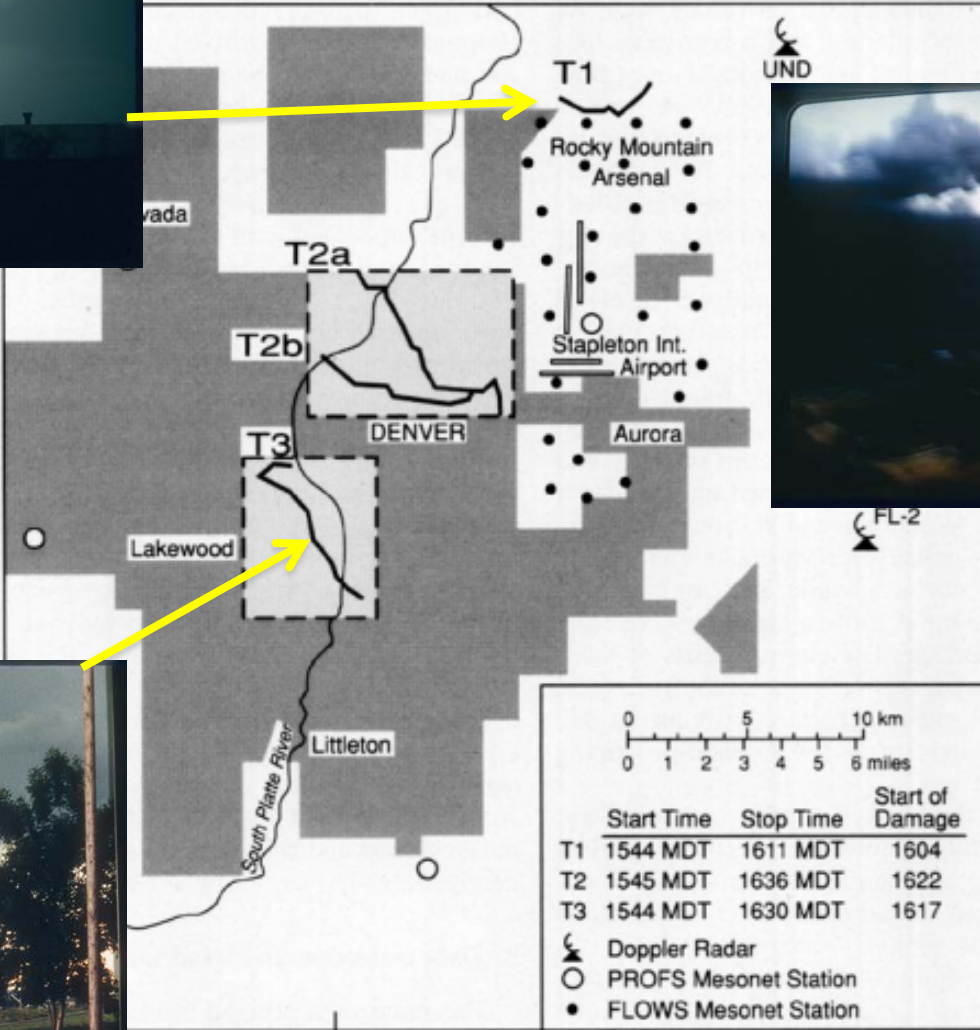 T1
UND
Rocky Mountain
Arsenal
vada
T2a
T2b
Stapleton Int.
Airport
DENVER
Aurora
T3
FL-2
Lakewood
Littleton
South Platte River
0 5 10 km
0 1 2 3 4 5 6 miles
Start Time Stop Time Start of Damage
T1 1544 MDT 1611 MDT 1604
T2 1545 MDT 1636 MDT 1622
T3 1544 MDT 1630 MDT 1617
Doppler Radar
PROFS Mesonet Station
FLOWS Mesonet Station